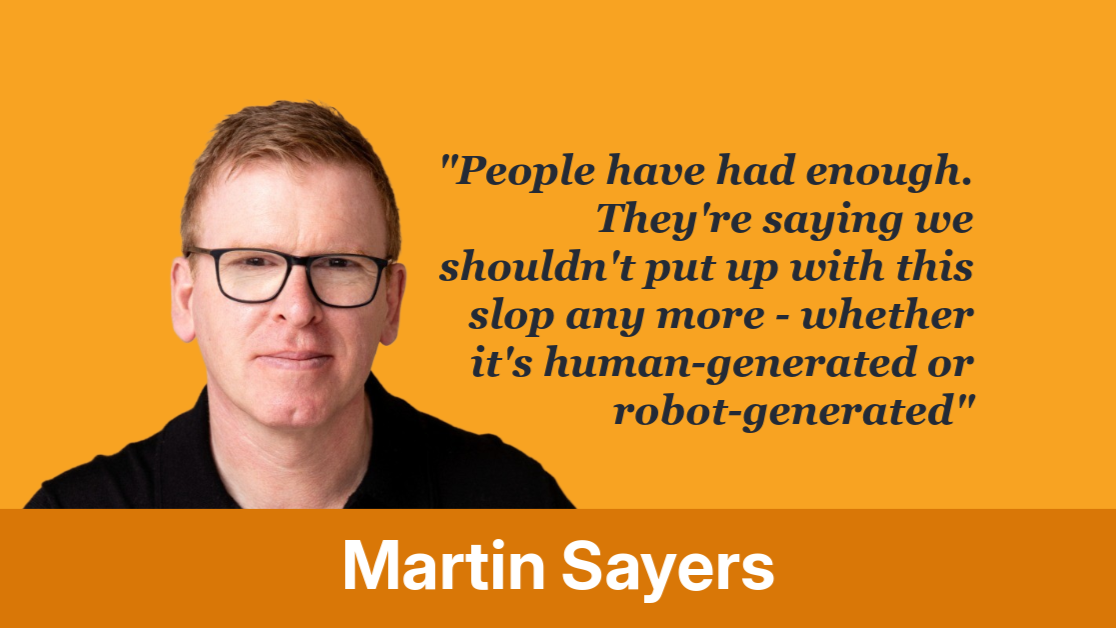 "People have had enough.
They're saying we
shouldn't put up with this
slop any more - whether
it's human-generated or
robot-generated"
Martin Sayers